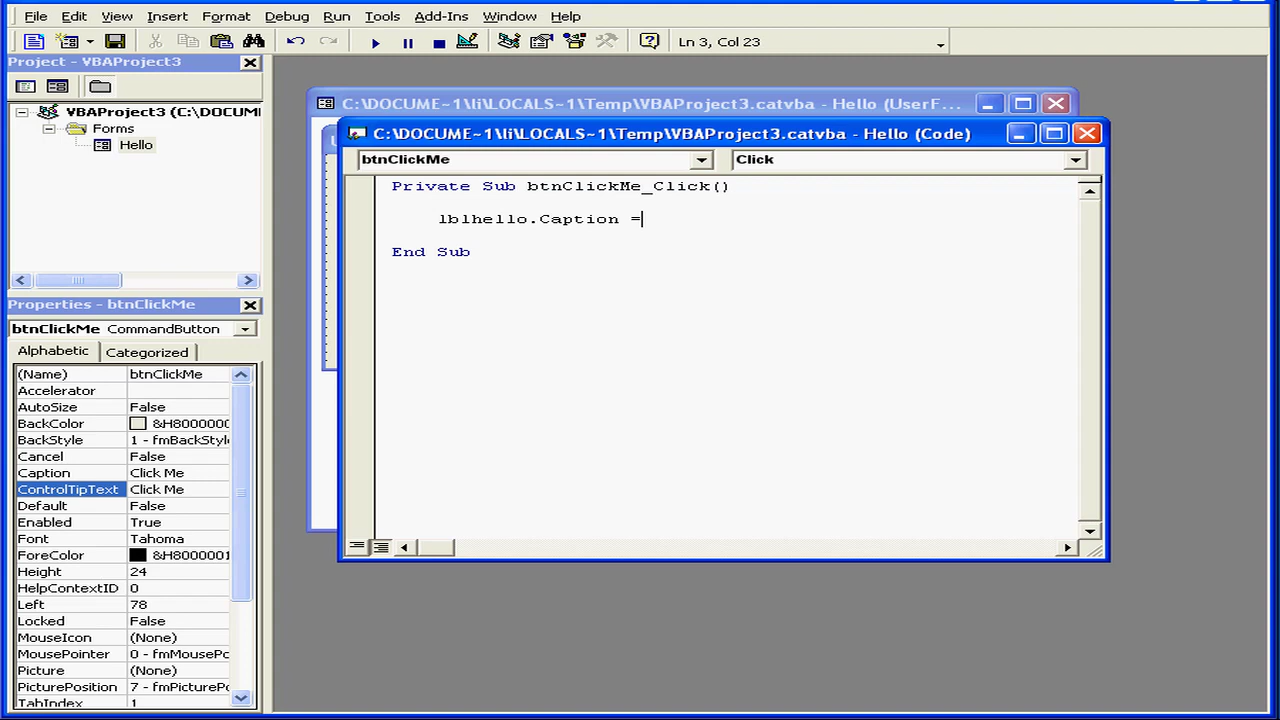 File Edit View Insert Format Debug Run Tools Add-Ins Window Help
Ln 3, Col 23
Project - VBAProject3
VBAProject3 (C:\DOCUME
Forms
Hello
C:\DOCUME~1\li\LOCALS~1\Temp\VBAProject3.catvba - Hello (UserF...
C:\DOCUME~1\li\LOCALS~1\Temp\VBAProject3.catvba - Hello (Code)
btnClickMe Click
Private Sub btnClickMe_Click()
lblhello.Caption =
End Sub
Properties - btnClickMe
btnClickMe CommandButton
Alphabetic Categorized
(Name) btnClickMe
Accelerator
AutoSize False
BackColor &H8000000
BackStyle 1 - fmBackStyl
Cancel False
Caption Click Me
ControlTipText Click Me
Default False
Enabled True
Font Tahoma
ForeColor &H8000001
Height 24
HelpContextID 0
Left 78
Locked False
MouseIcon (None)
MousePointer 0 - fmMousePo
Picture (None)
PicturePosition 7 - fmPicturePo
TabIndex 1